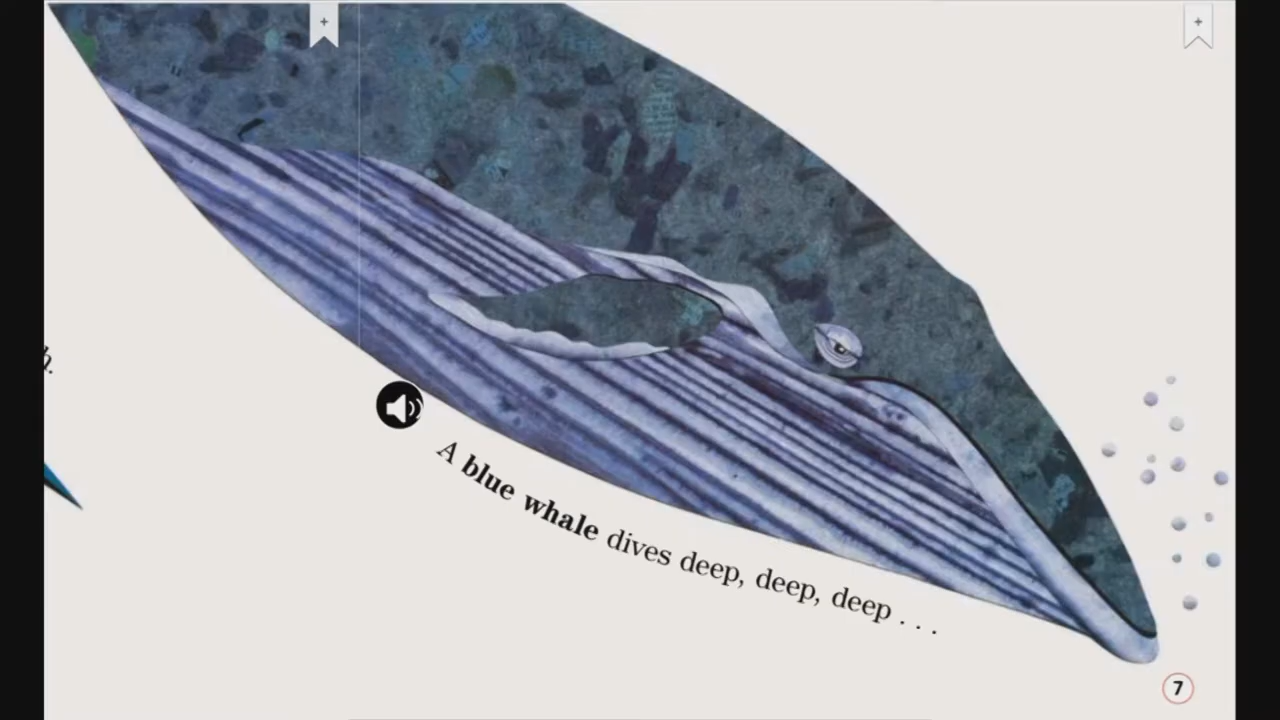 h.
A blue whale dives deep, deep, deep . . .
7